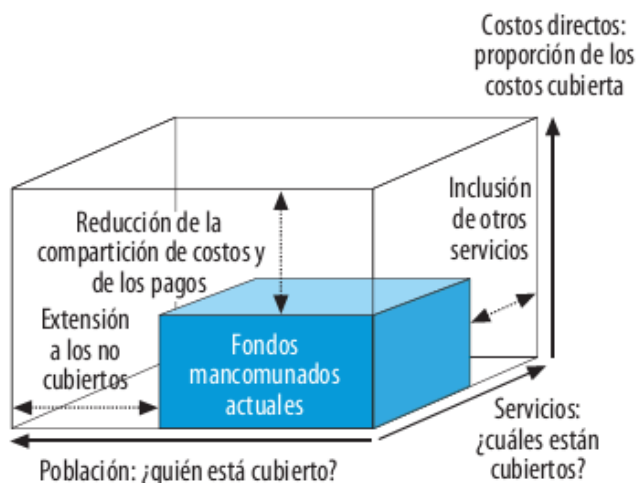 Costos directos:
proporción de los
costos cubierta
Inclusión
de otros
servicios
Reducción de la
compartición de costos y
de los pagos
Extensión
a los no
cubiertos
Fondos
mancomunados
actuales
Servicios:
¿cuáles están
cubiertos?
Población: ¿quién está cubierto?